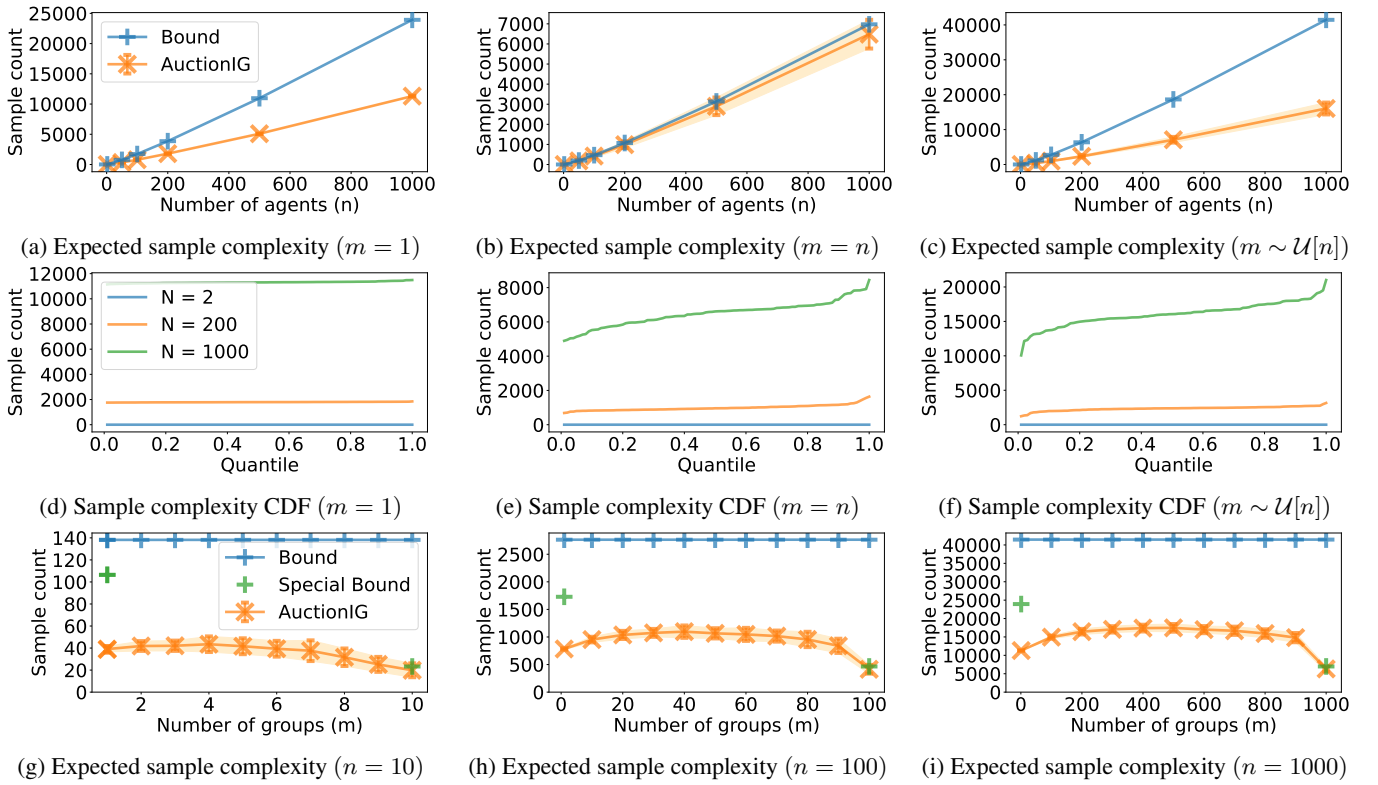 25000
20000
15000
10000
5000
0
Sample count
Bound
AuctionIG
0 200 400 600 800 1000
Number of agents (n)
(a) Expected sample complexity (m = 1)
7000
6000
5000
4000
3000
2000
1000
0
Sample count
0 200 400 600 800 1000
Number of agents (n)
(b) Expected sample complexity (m = n)
40000
30000
20000
10000
0
Sample count
0 200 400 600 800 1000
Number of agents (n)
(c) Expected sample complexity (m ∼ 𝒰[n])
12000
10000
8000
6000
4000
2000
0
Sample count
N = 2
N = 200
N = 1000
0.0 0.2 0.4 0.6 0.8 1.0
Quantile
(d) Sample complexity CDF (m = 1)
8000
6000
4000
2000
0
Sample count
0.0 0.2 0.4 0.6 0.8 1.0
Quantile
(e) Sample complexity CDF (m = n)
20000
15000
10000
5000
0
Sample count
0.0 0.2 0.4 0.6 0.8 1.0
Quantile
(f) Sample complexity CDF (m ∼ 𝒰[n])
140
120
100
80
60
40
20
0
Sample count
Bound
Special Bound
AuctionIG
2 4 6 8 10
Number of groups (m)
(g) Expected sample complexity (n = 10)
2500
2000
1500
1000
500
0
Sample count
0 20 40 60 80 100
Number of groups (m)
(h) Expected sample complexity (n = 100)
40000
35000
30000
25000
20000
15000
10000
5000
0
Sample count
0 200 400 600 800 1000
Number of groups (m)
(i) Expected sample complexity (n = 1000)